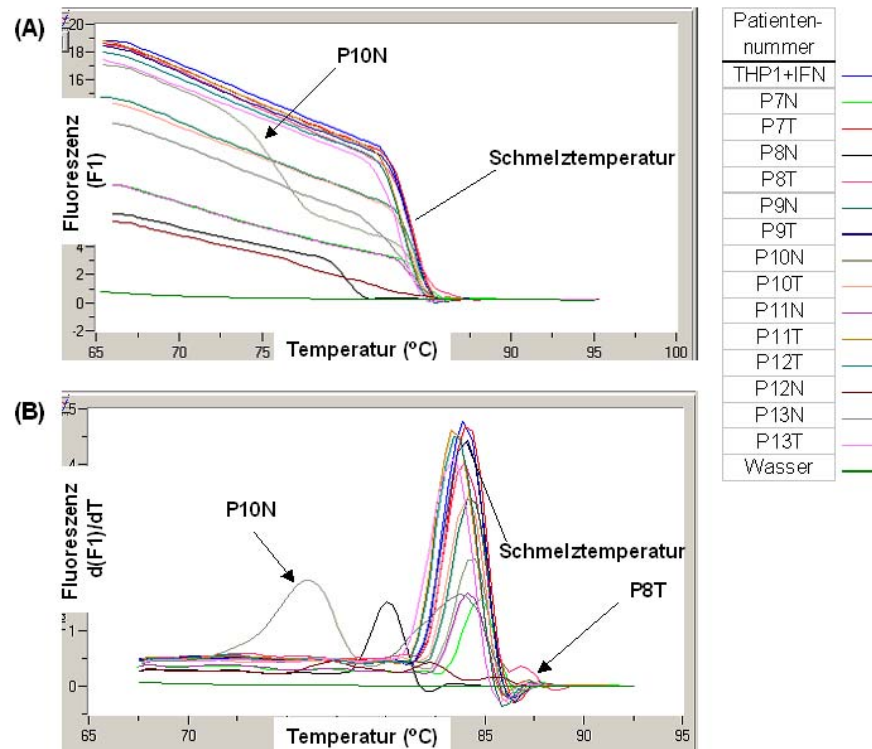 (A)
20
18
16
4
2
0
-2
Fluoreszenz
(F1)
P10N
Schmelztemperatur
65
70
75
90
95
100
Temperatur (ºC)
(B)
5
4
1
0
Fluoreszenz
d(F1)/dT
P10N
Schmelztemperatur
P8T
65
70
85
90
95
Temperatur (ºC)
Patienten-
nummer
THP1+IFN
P7N
P7T
P8N
P8T
P9N
P9T
P10N
P10T
P11N
P11T
P12T
P12N
P13N
P13T
Wasser